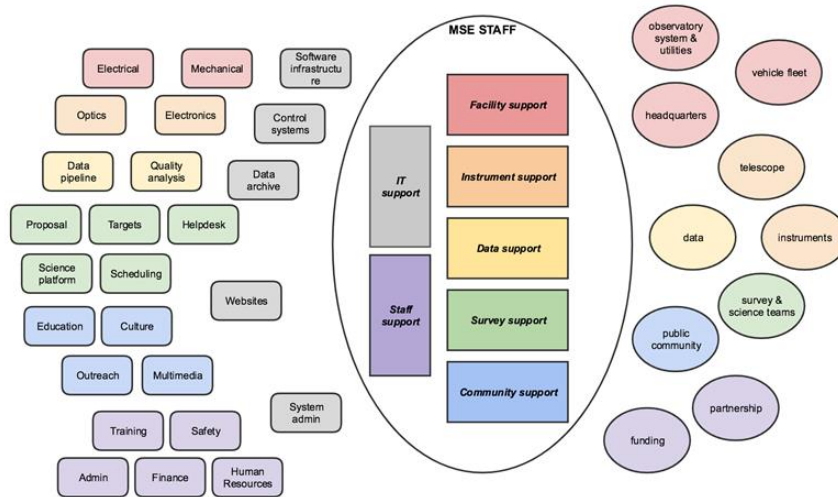 MSE STAFF
Electrical
Mechanical
Software
infrastructu
re
Optics
Electronics
Control
systems
Data
pipeline
Quality
analysis
Data
archive
Proposal
Targets
Helpdesk
Science
platform
Scheduling
Websites
Education
Culture
Outreach
Multimedia
System
admin
Training
Safety
Admin
Finance
Human
Resources
IT
support
Staff
support
Facility support
Instrument support
Data support
Survey support
Community support
observatory
system &
utilities
vehicle fleet
headquarters
telescope
data
instruments
survey &
science teams
public
community
partnership
funding